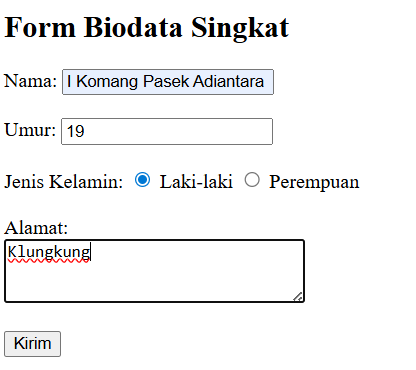 Form Biodata Singkat
Nama: I Komang Pasek Adiantara
Umur: 19
Jenis Kelamin: Laki-laki Perempuan
Alamat:
Klungkung
Kirim